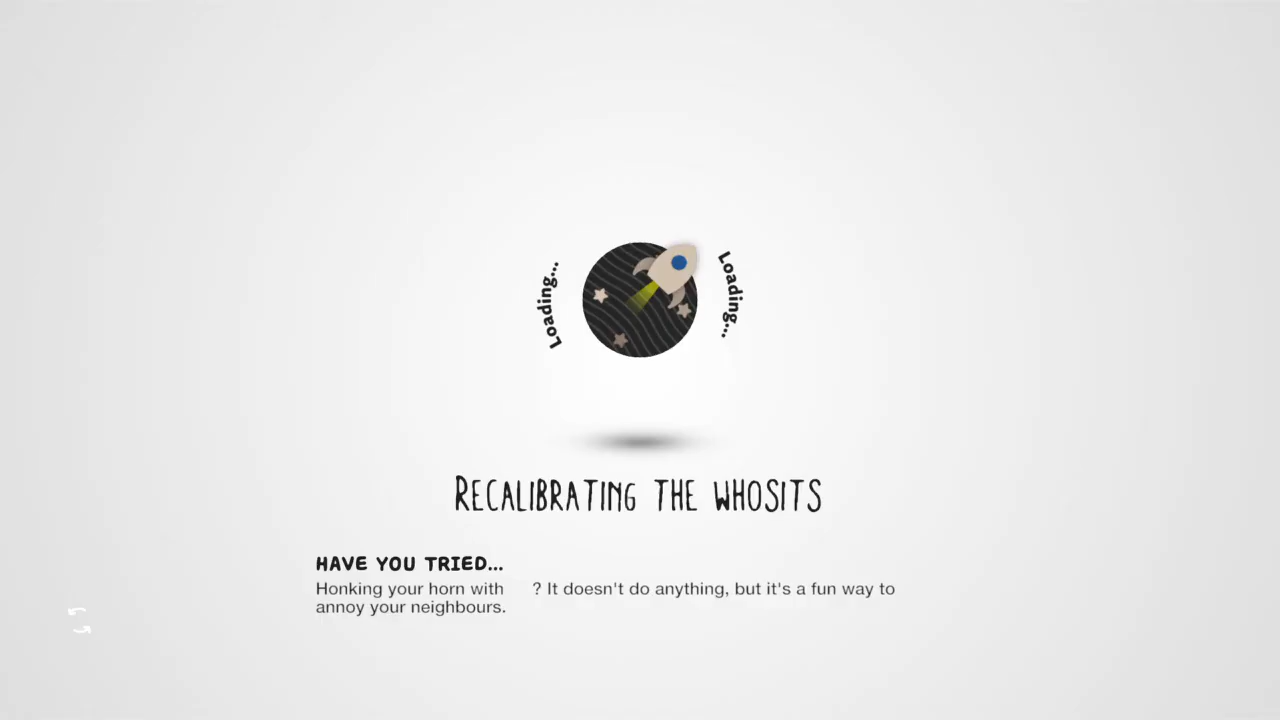 Loading...
Loading...
RECALIBRATING THE WHOSITS
HAVE YOU TRIED...
Honking your horn with ? It doesn't do anything, but it's a fun way to
annoy your neighbours.